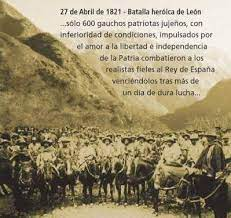 27 de Abril de 1821 - Batalla heróica de León
...sólo 600 gauchos patriotas jujeños, con
inferioridad de condiciones, impulsados por
el amor a la libertad e independencia
de la Patria combatieron a los
realistas fieles al Rey de España
venciéndolos tras más de
un día de dura lucha...